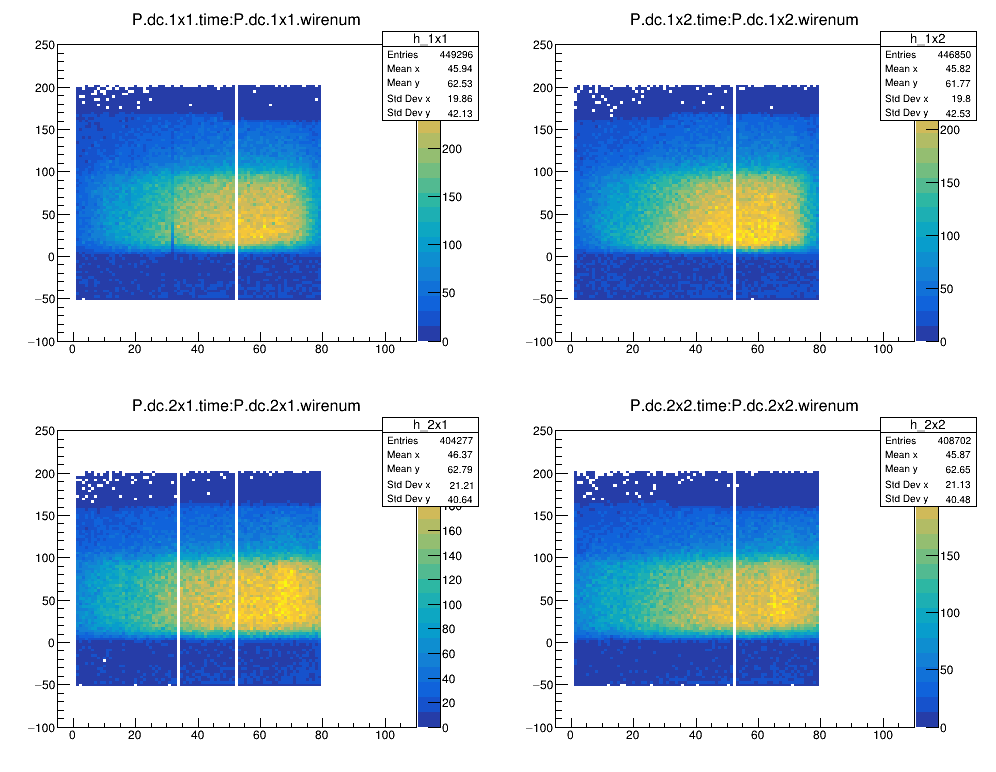 P.dc.1x1.time:P.dc.1x1.wirenum
h_1x1
Entries 449296
Mean x 45.94
Mean y 62.53
Std Dev x 19.86
Std Dev y 42.13
250
200
150
100
50
0
−50
−100
0 20 40 60 80 100
200
150
100
50
0
P.dc.1x2.time:P.dc.1x2.wirenum
h_1x2
Entries 446850
Mean x 45.82
Mean y 61.77
Std Dev x 19.8
Std Dev y 42.53
250
200
150
100
50
0
−50
−100
0 20 40 60 80 100
200
150
100
50
0
P.dc.2x1.time:P.dc.2x1.wirenum
h_2x1
Entries 404277
Mean x 46.37
Mean y 62.79
Std Dev x 21.21
Std Dev y 40.64
250
200
150
100
50
0
−50
−100
0 20 40 60 80 100
180
160
140
120
100
80
60
40
20
0
P.dc.2x2.time:P.dc.2x2.wirenum
h_2x2
Entries 408702
Mean x 45.87
Mean y 62.65
Std Dev x 21.13
Std Dev y 40.48
250
200
150
100
50
0
−50
−100
0 20 40 60 80 100
150
100
50
0